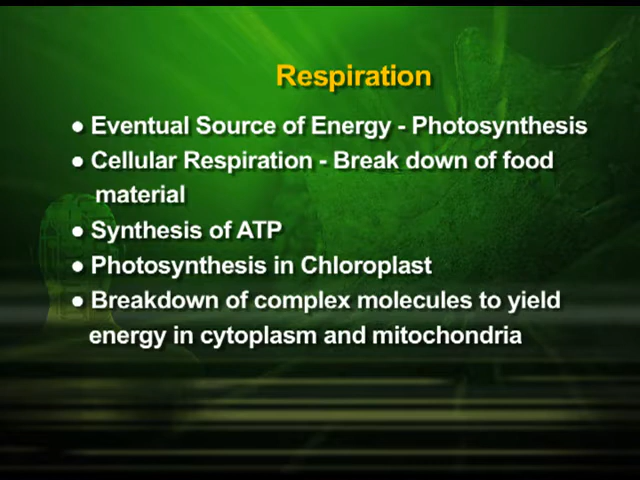 Respiration
● Eventual Source of Energy - Photosynthesis
● Cellular Respiration - Break down of food
material
● Synthesis of ATP
● Photosynthesis in Chloroplast
● Breakdown of complex molecules to yield
energy in cytoplasm and mitochondria